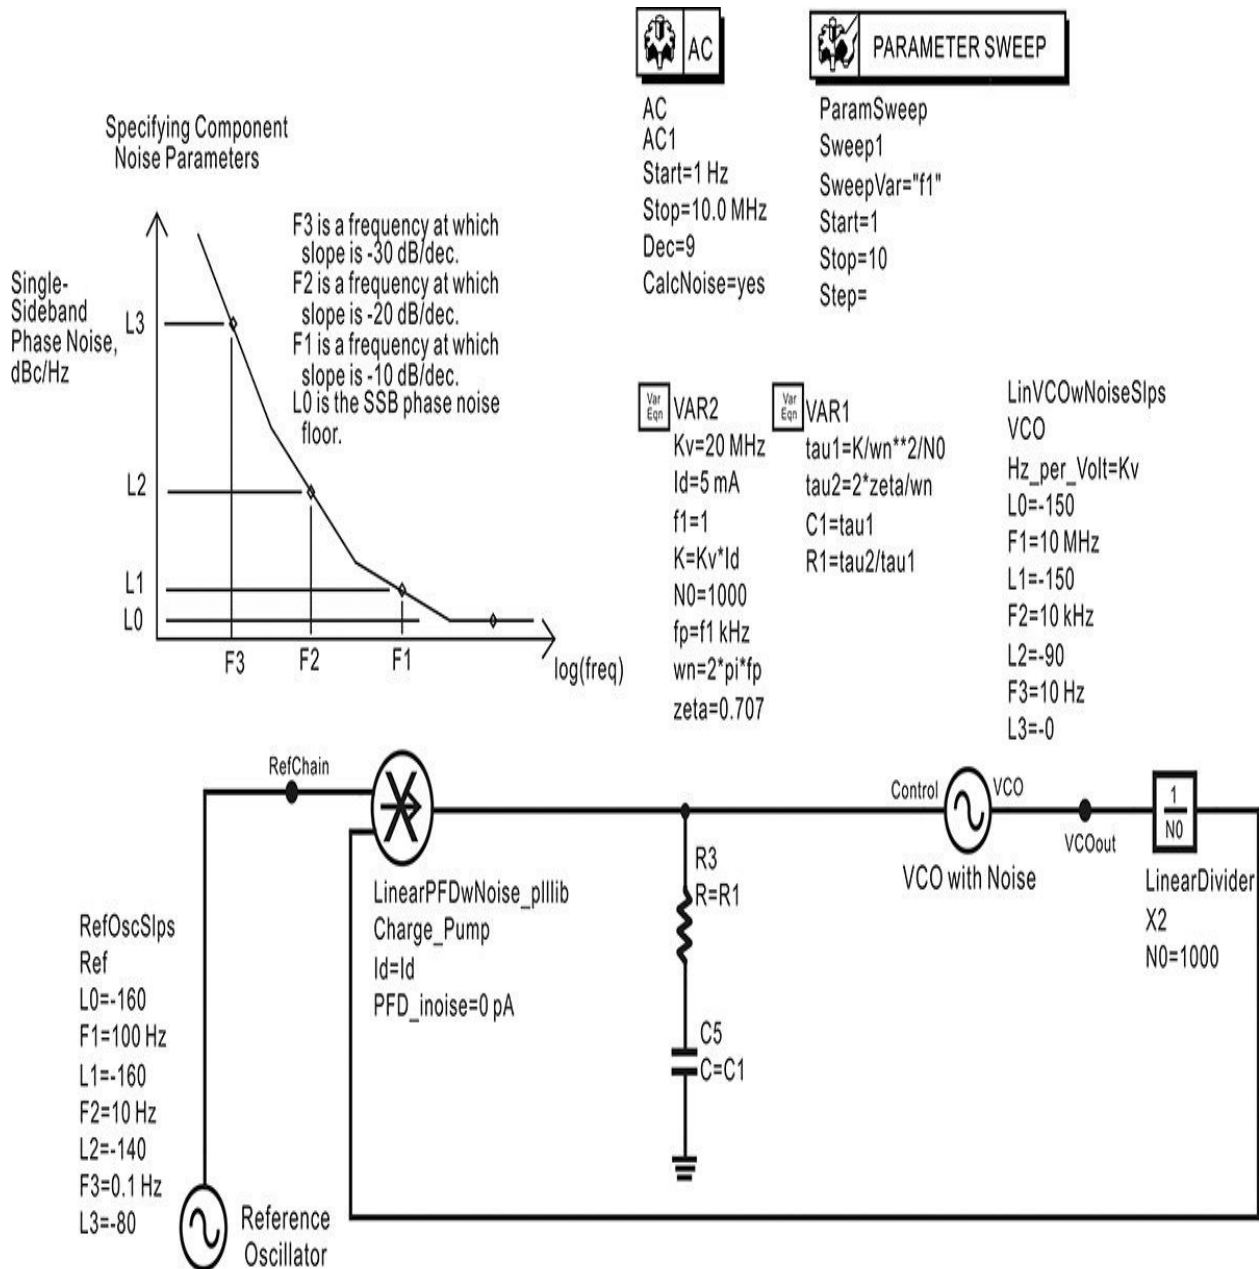 AC
PARAMETER SWEEP
AC
AC1
Start=1 Hz
Stop=10.0 MHz
Dec=9
CalcNoise=yes
ParamSweep
Sweep1
SweepVar="f1"
Start=1
Stop=10
Step=
Specifying Component
Noise Parameters
F3 is a frequency at which
slope is -30 dB/dec.
F2 is a frequency at which
slope is -20 dB/dec.
F1 is a frequency at which
slope is -10 dB/dec.
L0 is the SSB phase noise
floor.
Single-
Sideband
Phase Noise,
dBc/Hz
L3
L2
L1
L0
F3
F2
F1
log(freq)
Var
Eqn
VAR2
Kv=20 MHz
Id=5 mA
f1=1
K=Kv*Id
N0=1000
fp=f1 kHz
wn=2*pi*fp
zeta=0.707
Var
Eqn
VAR1
tau1=K/wn**2/N0
tau2=2*zeta/wn
C1=tau1
R1=tau2/tau1
LinVCOwNoiseSlps
VCO
Hz_per_Volt=Kv
L0=-150
F1=10 MHz
L1=-150
F2=10 kHz
L2=-90
F3=10 Hz
L3=-0
RefChain
LinearPFDwNoise_plllib
Charge_Pump
Id=Id
PFD_inoise=0 pA
R3
R=R1
C5
C=C1
Control
VCO
VCO with Noise
VCOout
1
N0
LinearDivider
X2
N0=1000
RefOscSlps
Ref
L0=-160
F1=100 Hz
L1=-160
F2=10 Hz
L2=-140
F3=0.1 Hz
L3=-80
Reference
Oscillator